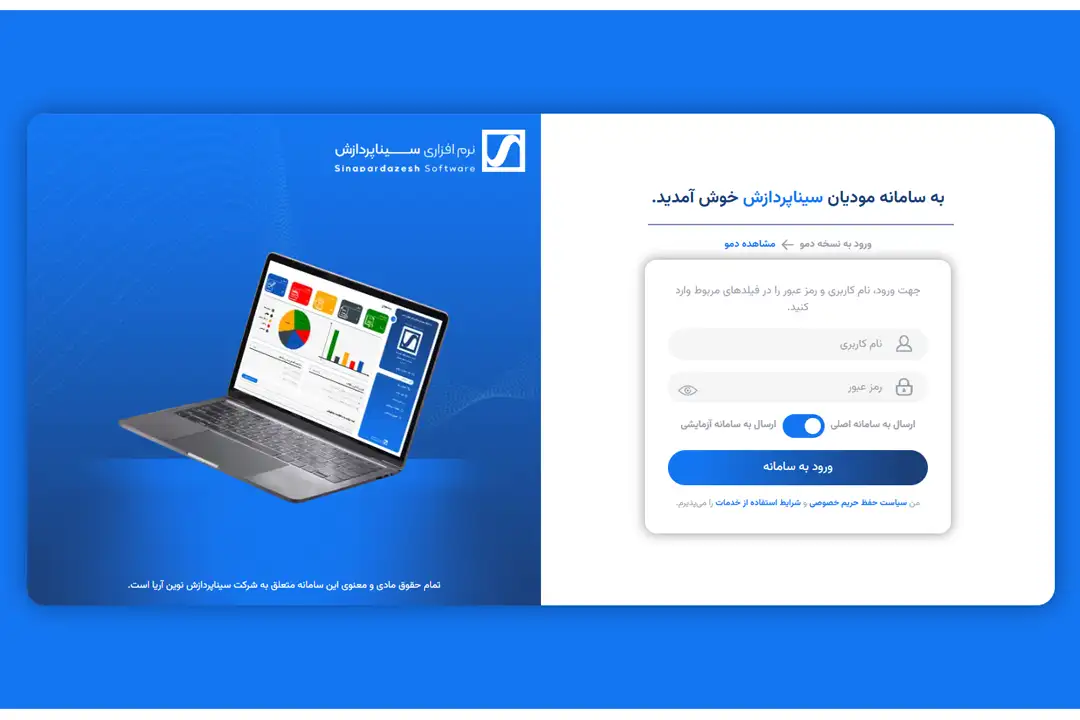 نرم افزاری سیناپردازش
Sinapardazesh Software
به سامانه مودیان سیناپردازش خوش آمدید.
ورود به نسخه دمو ← مشاهده دمو
جهت ورود، نام کاربری و رمز عبور را در فیلدهای مربوط وارد
کنید.
نام کاربری
رمز عبور
ارسال به سامانه اصلی ارسال به سامانه آزمایشی
ورود به سامانه
من سیاست حفظ حریم خصوصی و شرایط استفاده از خدمات را می‌پذیرم.
تمام حقوق مادی و معنوی این سامانه متعلق به شرکت سیناپردازش نوین آریا است.